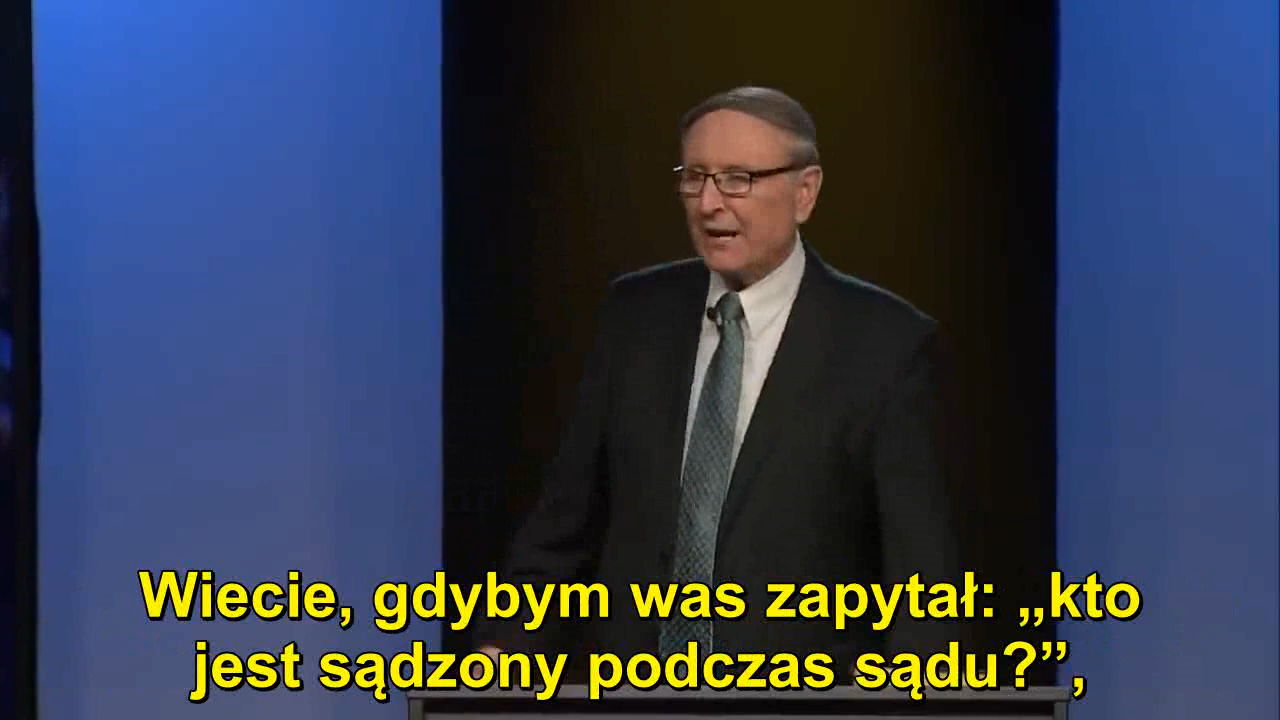 Wiecie, gdybym was zapytał: „kto
jest sądzony podczas sądu?”,